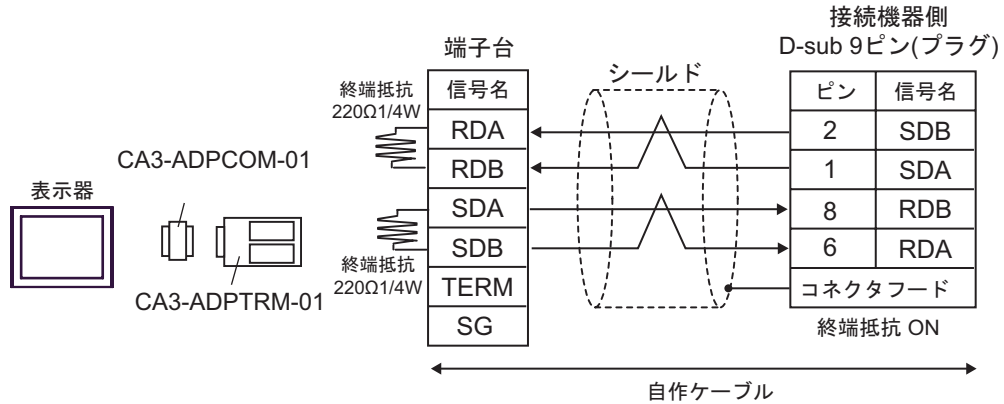 接続機器側
D-sub 9ピン(プラグ)
端子台
シールド
終端抵抗
220Ω1/4W
信号名
ピン 信号名
RDA
2 SDB
CA3-ADPCOM-01
RDB
1 SDA
表示器
SDA
8 RDB
SDB
6 RDA
終端抵抗
220Ω1/4W
CA3-ADPTRM-01
TERM
コネクタフード
SG
終端抵抗 ON
自作ケーブル